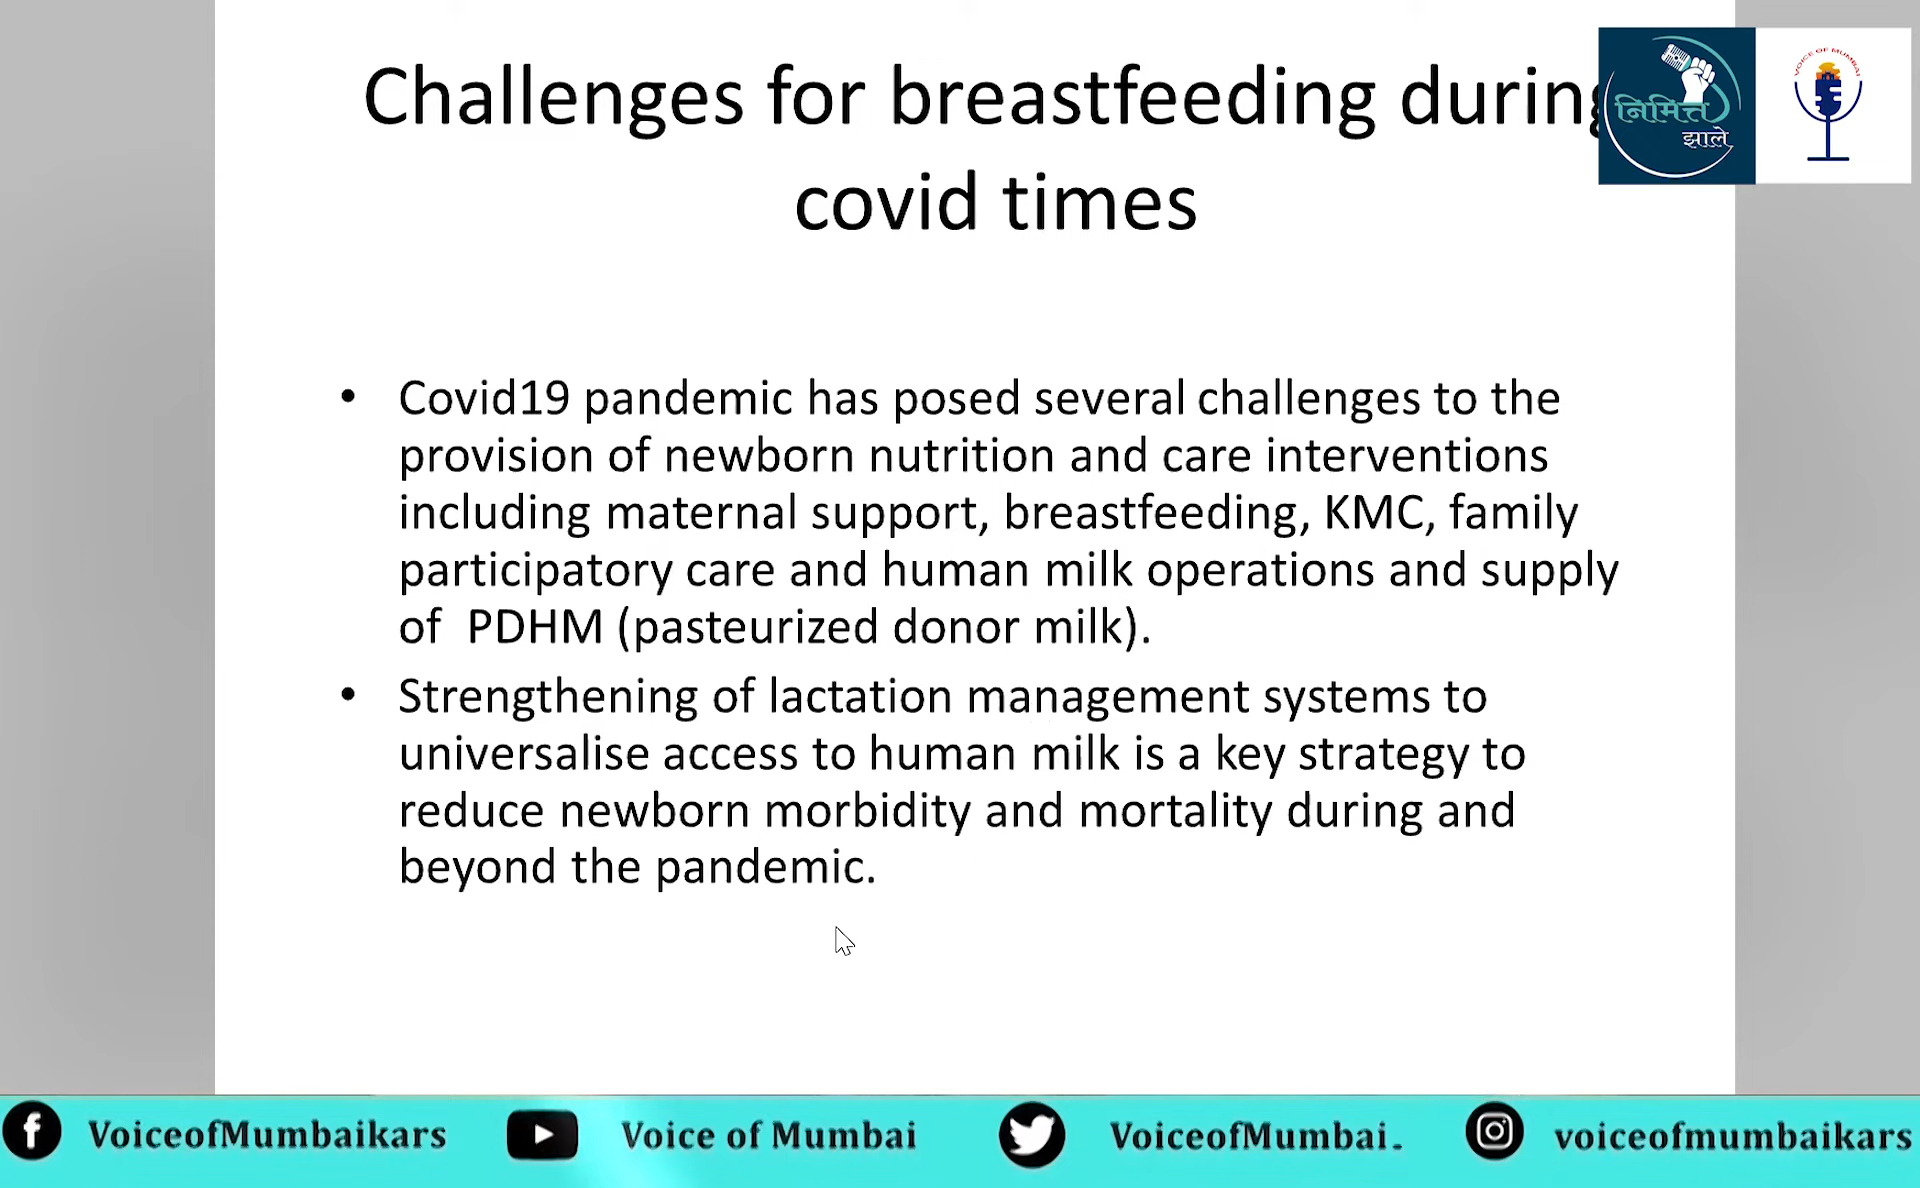 Challenges for breastfeeding during
covid times
निमित्त
झाले
VOICE OF MUMBAI
• Covid19 pandemic has posed several challenges to the
provision of newborn nutrition and care interventions
including maternal support, breastfeeding, KMC, family
participatory care and human milk operations and supply
of PDHM (pasteurized donor milk).
• Strengthening of lactation management systems to
universalise access to human milk is a key strategy to
reduce newborn morbidity and mortality during and
beyond the pandemic.
VoiceofMumbaikars Voice of Mumbai VoiceofMumbai_ voiceofmumbaikars